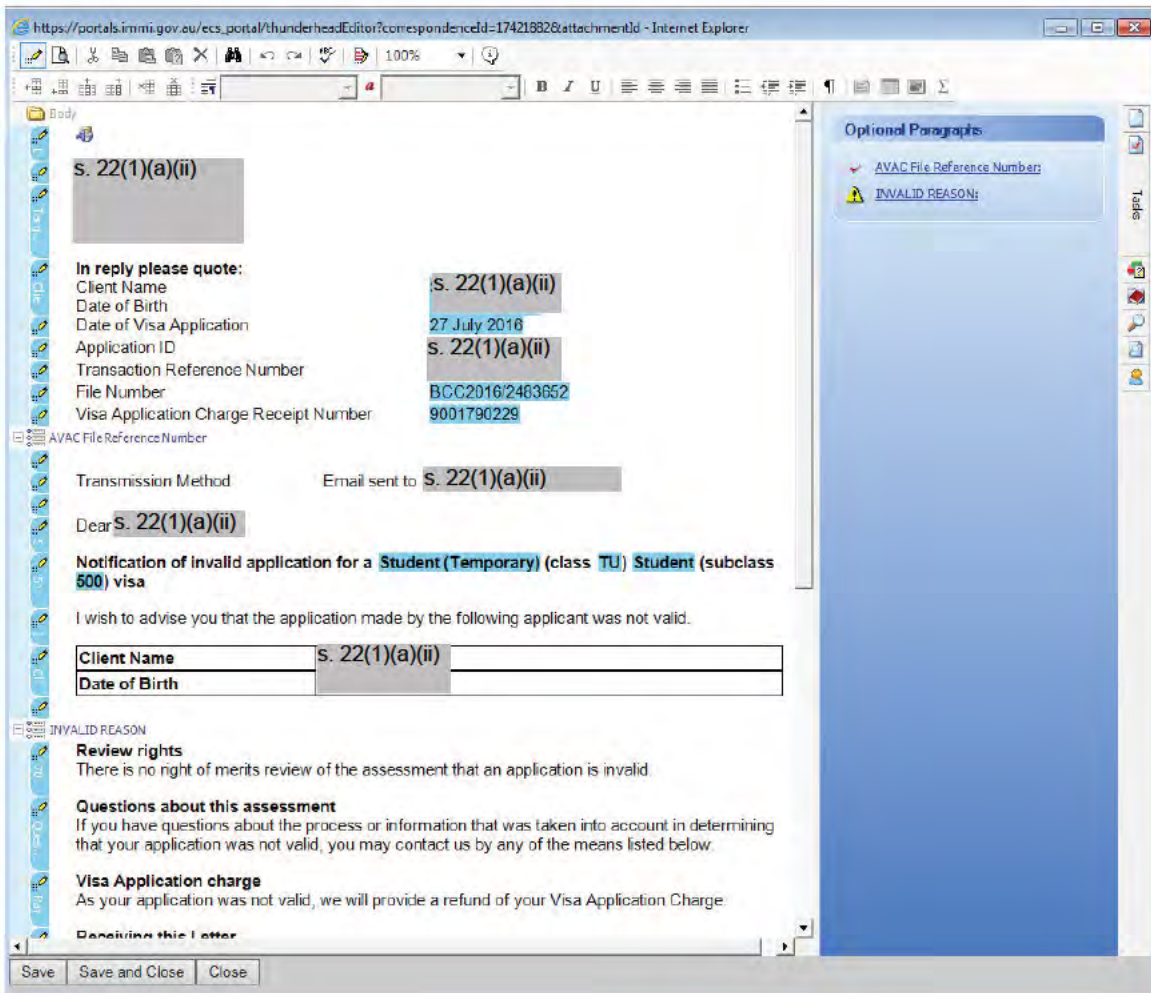 https://portals.immi.gov.au/ecs_portal/thunderheadEditor?correspondenceId=17421882&attachmentId - Internet Explorer
100%
B I U
Body
s. 22(1)(a)(ii)
In reply please quote:
Client Name s. 22(1)(a)(ii)
Date of Birth
Date of Visa Application 27 July 2016
Application ID s. 22(1)(a)(ii)
Transaction Reference Number
File Number BCC2016/2483652
Visa Application Charge Receipt Number 9001790229
AVAC File Reference Number
Transmission Method Email sent to s. 22(1)(a)(ii)
Dear s. 22(1)(a)(ii)
Notification of invalid application for a Student (Temporary) (class TU) Student (subclass
500) visa
I wish to advise you that the application made by the following applicant was not valid.
Client Name s. 22(1)(a)(ii)
Date of Birth
INVALID REASON
Review rights
There is no right of merits review of the assessment that an application is invalid.
Questions about this assessment
If you have questions about the process or information that was taken into account in determining
that your application was not valid, you may contact us by any of the means listed below.
Visa Application charge
As your application was not valid, we will provide a refund of your Visa Application Charge.
Receiving this Letter
Optional Paragraphs
AVAC File Reference Number:
INVALID REASON:
Tasks
Save Save and Close Close